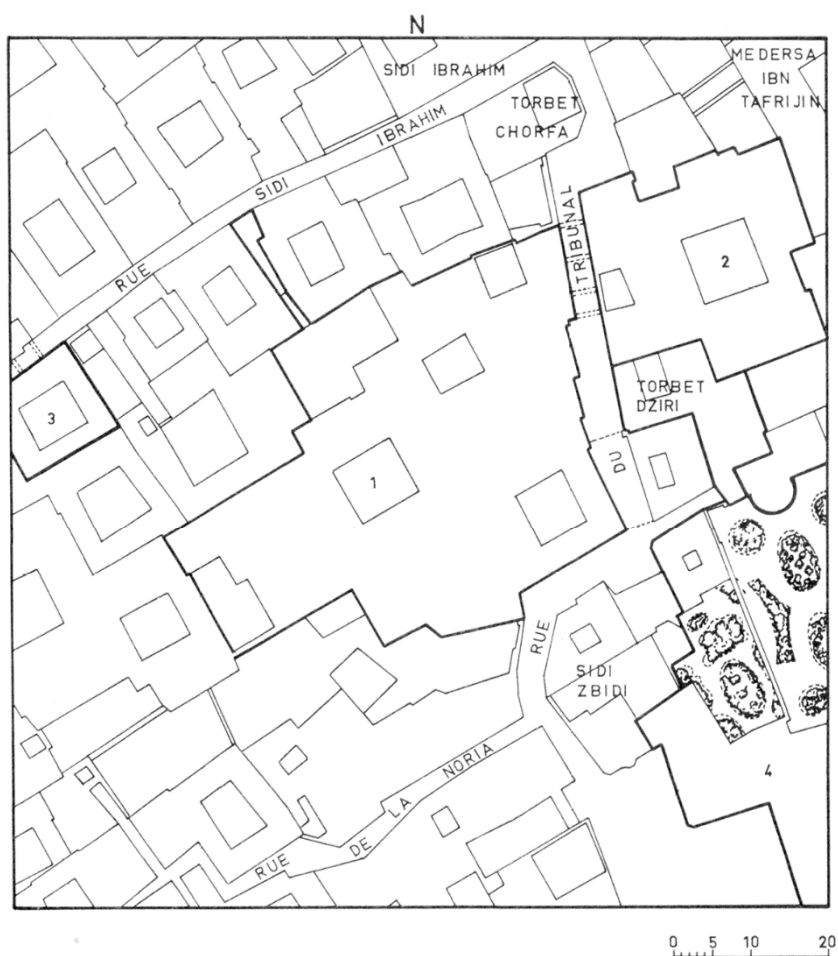 N
MEDERSA
IBN
TAFRIJIN
SIDI IBRAHIM
TORBET
CHORFA
RUE SIDI IBRAHIM
RUE DU TRIBUNAL
2
TORBET
DZIRI
3
1
SIDI
ZBIDI
4
RUE DE LA NORIA
0 5 10 20